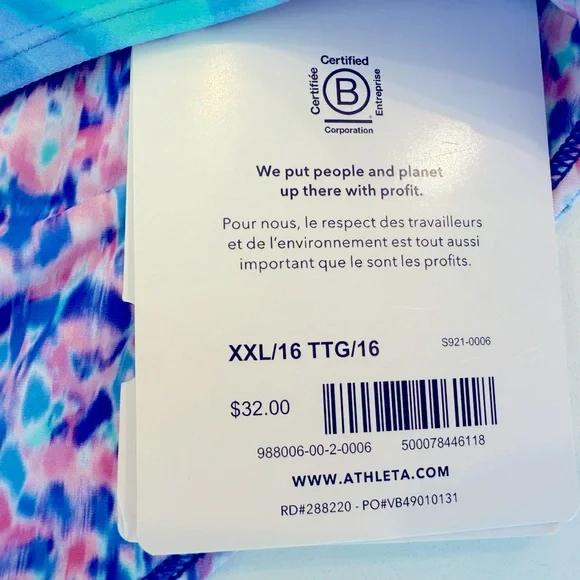 Certified
Certifiée
B
Entreprise
Corporation
We put people and planet
up there with profit.
Pour nous, le respect des travailleurs
et de l'environnement est tout aussi
important que le sont les profits.
XXL/16 TTG/16
S921-0006
$32.00
988006-00-2-0006 500078446118
WWW.ATHLETA.COM
RD#288220 - PO#VB49010131